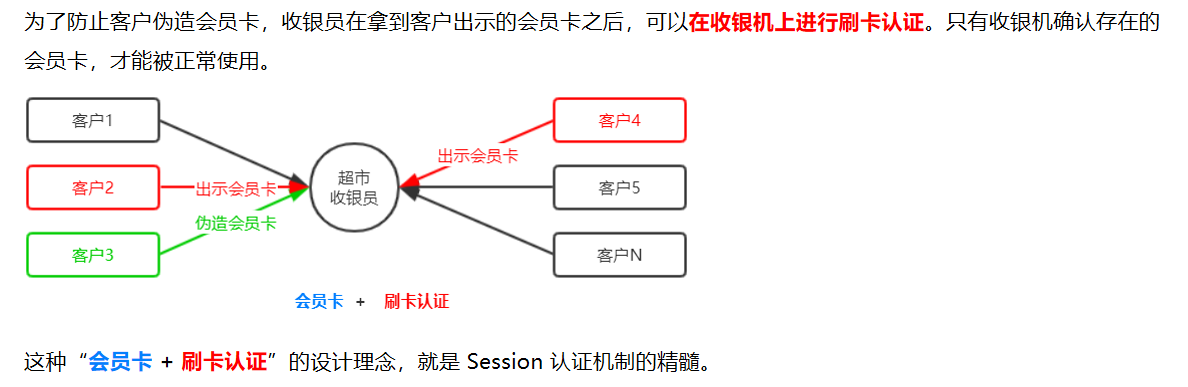 为了防止客户伪造会员卡，收银员在拿到客户出示的会员卡之后，可以在收银机上进行刷卡认证。只有收银机确认存在的
会员卡，才能被正常使用。
客户1
客户4
出示会员卡
超市
收银员
客户2
出示会员卡
客户5
伪造会员卡
客户3
客户N
会员卡 + 刷卡认证
这种“会员卡 + 刷卡认证”的设计理念，就是 Session 认证机制的精髓。